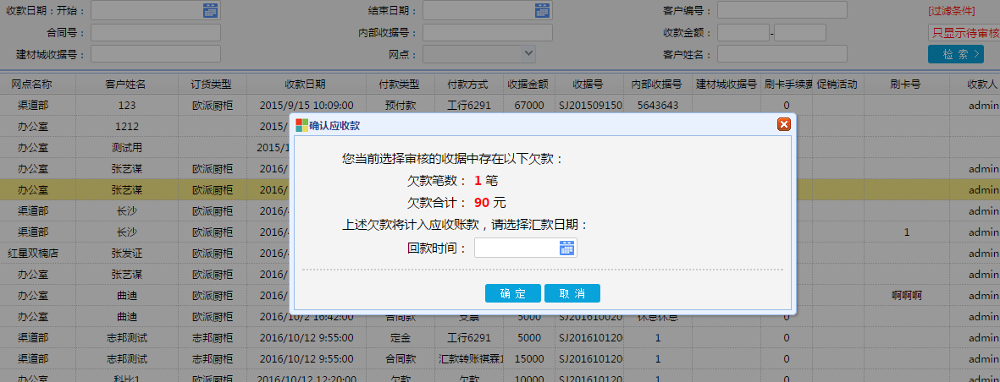 收款日期：开始： 结束日期： 客户编号： [过滤条件]
合同号： 内部收据号： 收款金额： - 只显示待审核
建材城收据号： 网点： 客户姓名： 检 索
网点名称 客户姓名 订货类型 收款日期 付款类型 付款方式 收据金额 收据号 内部收据号 建材城收据号 刷卡手续费 促销活动 刷卡号 收款人
渠道部 123 欧派厨柜 2015/9/15 10:09:00 预付款 工行6291 67000 SJ201509150 5643643 0 admin
办公室 1212 2015/
办公室 测试用 2015/1
办公室 张艺谋 欧派厨柜 2016/ admin
办公室 张艺谋 欧派厨柜 2016/ admin
渠道部 长沙 欧派厨柜 2016/ admin
渠道部 长沙 欧派厨柜 2016/ 1 admin
红星双楠店 张发证 欧派厨柜 2016/ admin
办公室 张艺谋 欧派厨柜 2016/ admin
办公室 曲迪 欧派厨柜 2016/ 啊啊啊 admin
办公室 曲迪 欧派厨柜 2016/10/2 16:42:00 合同款 支票 5000 SJ201610020 休息休息 0 admin
渠道部 志邦测试 志邦厨柜 2016/10/12 9:55:00 定金 工行6291 5000 SJ201610120 1 0 admin
渠道部 志邦测试 志邦厨柜 2016/10/12 9:55:00 合同款 汇款转账祺霖1 15000 SJ201610120 1 0 admin
办公室 科比1 欧派厨柜 2016/10/12 12:20:00 欠款 欠款 10000 SJ201610120 1 0 admin
确认应收款
您当前选择审核的收据中存在以下欠款：
欠款笔数： 1 笔
欠款合计： 90 元
上述欠款将计入应收账款，请选择汇款日期：
回款时间：
确 定 取 消